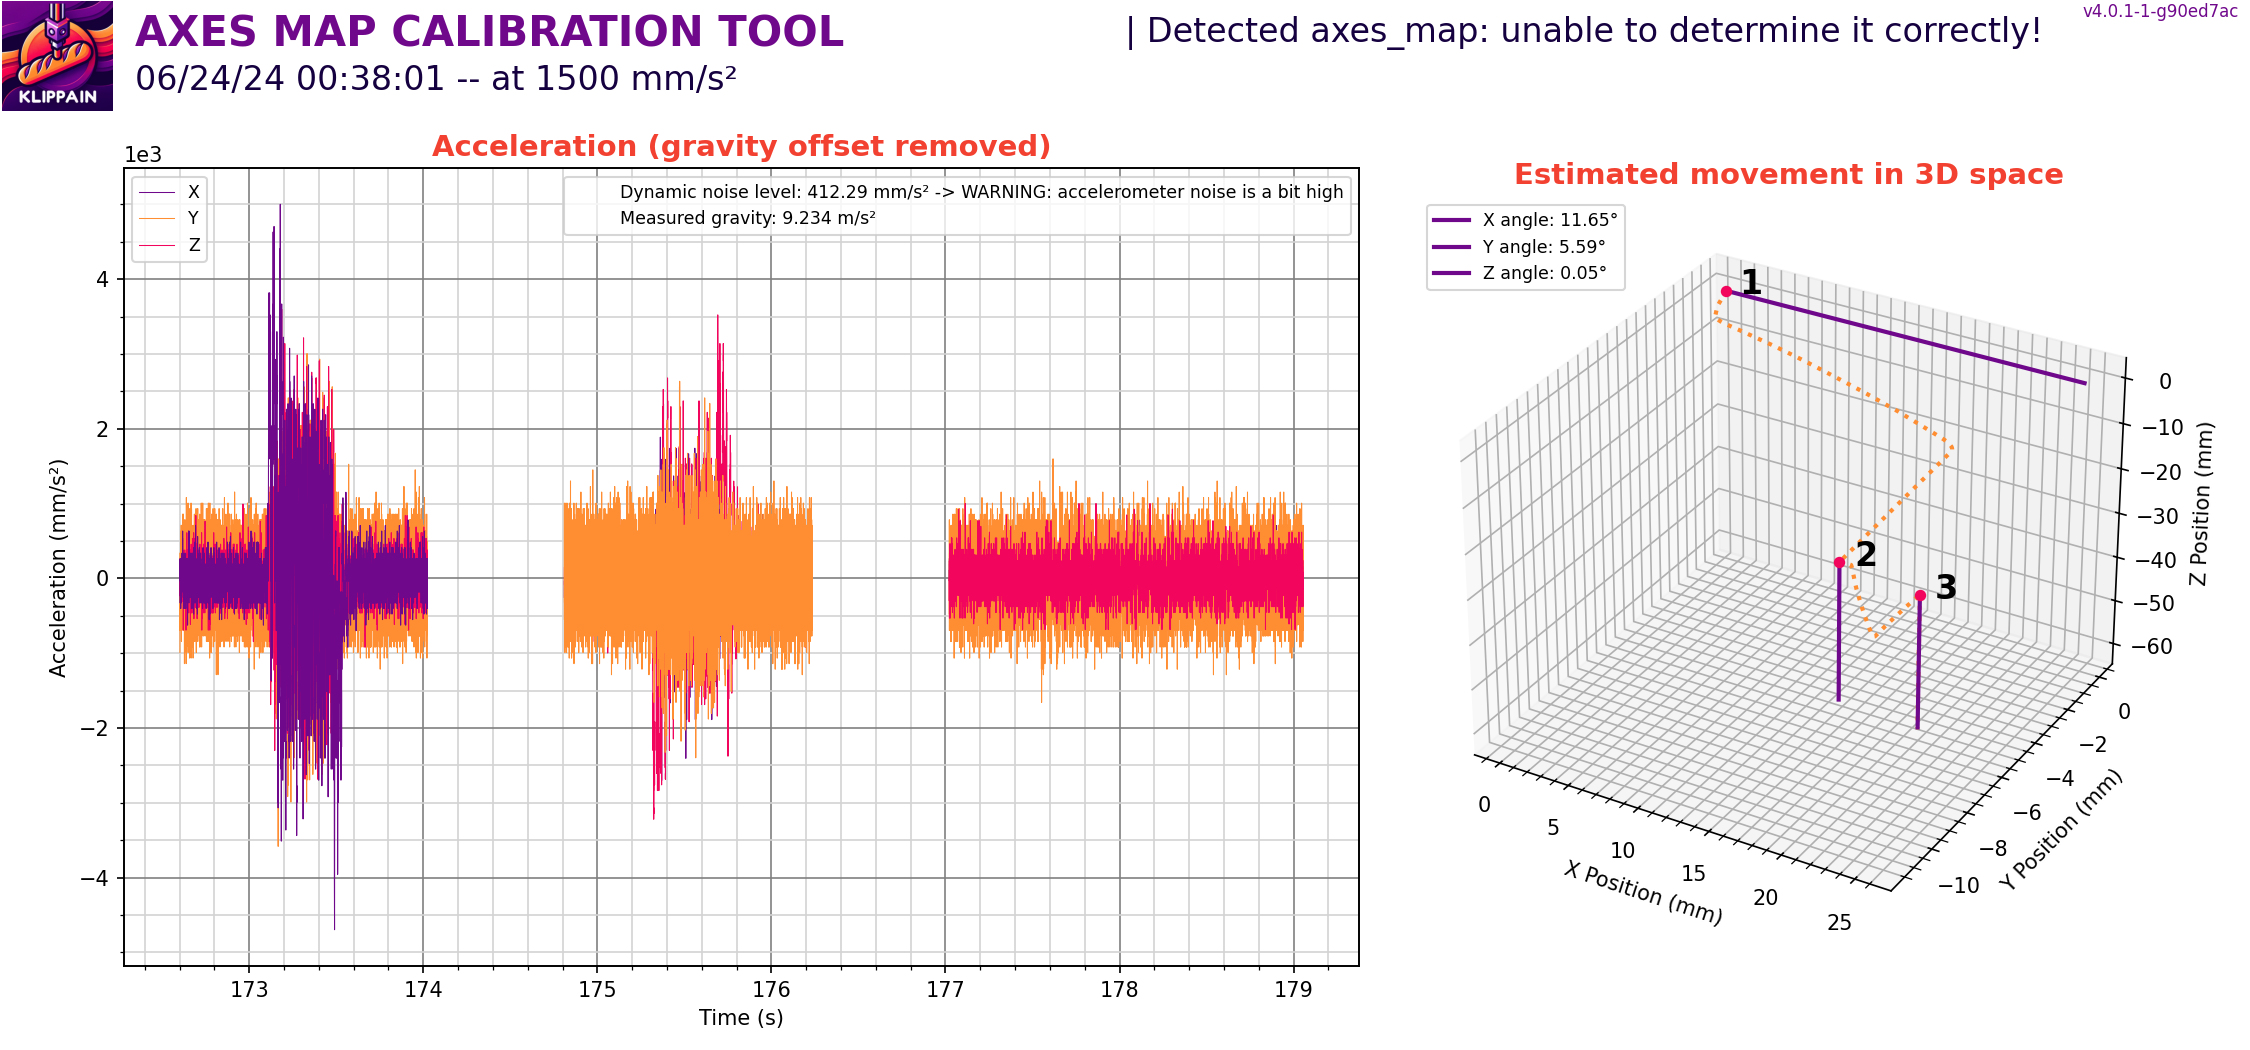 AXES MAP CALIBRATION TOOL
06/24/24 00:38:01 -- at 1500 mm/s²
| Detected axes_map: unable to determine it correctly!
v4.0.1-1-g90ed7ac
KLIPPAIN
Acceleration (gravity offset removed)
1e3
X
Y
Z
Dynamic noise level: 412.29 mm/s² -> WARNING: accelerometer noise is a bit high
Measured gravity: 9.234 m/s²
4
2
0
−2
−4
Acceleration (mm/s²)
173
174
175
176
177
178
179
Time (s)
Estimated movement in 3D space
X angle: 11.65°
Y angle: 5.59°
Z angle: 0.05°
1
2
3
0
−10
−20
−30
−40
−50
−60
Z Position (mm)
0
−2
−4
−6
−8
−10
Y Position (mm)
0
5
10
15
20
25
X Position (mm)